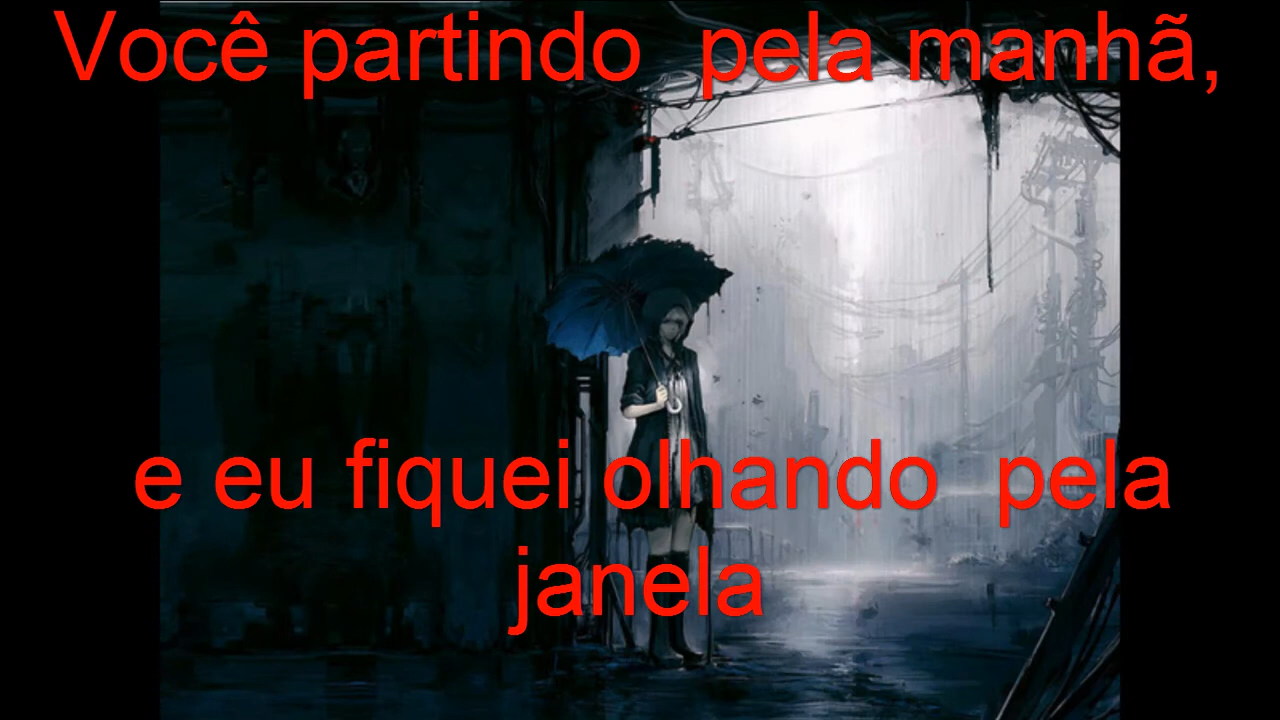 Você partindo pela manhã,
e eu fiquei olhando pela
janela